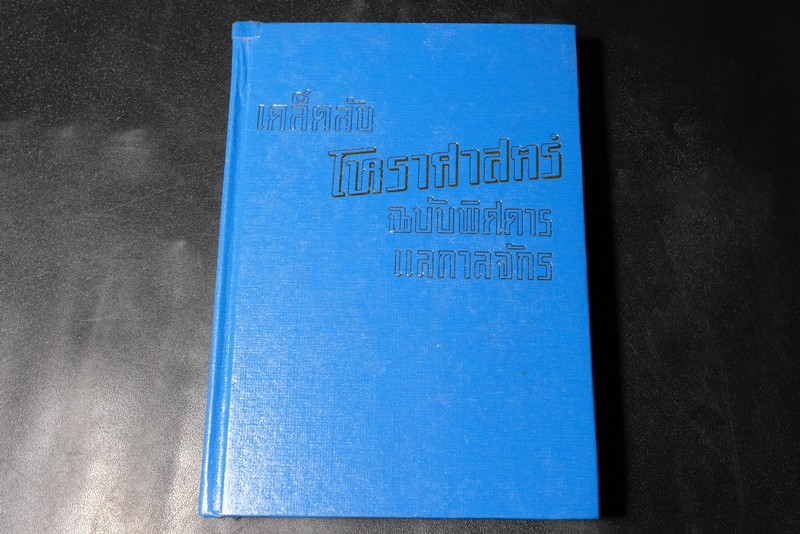 เคล็ดลับ
โหราศาสตร์
ฉบับพิศดาร
แลกาลจักร